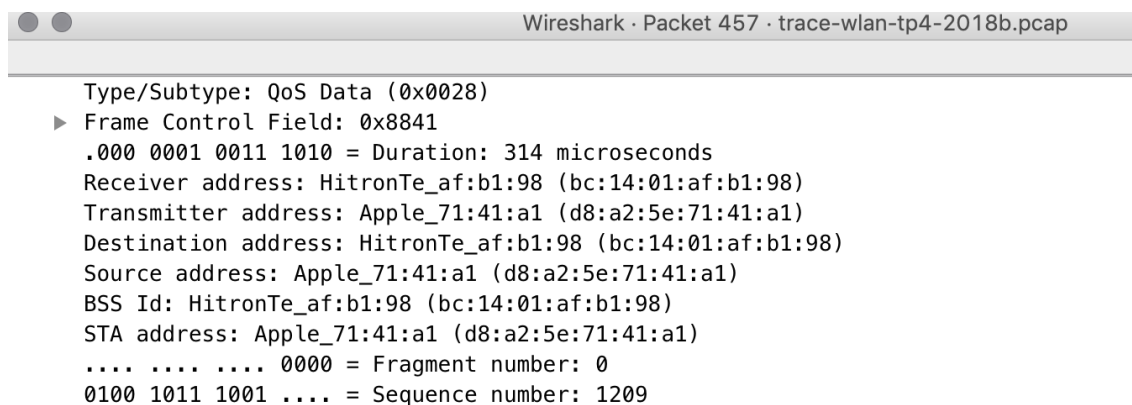 Wireshark · Packet 457 · trace-wlan-tp4-2018b.pcap
Type/Subtype: QoS Data (0x0028)
Frame Control Field: 0x8841
.000 0001 0011 1010 = Duration: 314 microseconds
Receiver address: HitronTe_af:b1:98 (bc:14:01:af:b1:98)
Transmitter address: Apple_71:41:a1 (d8:a2:5e:71:41:a1)
Destination address: HitronTe_af:b1:98 (bc:14:01:af:b1:98)
Source address: Apple_71:41:a1 (d8:a2:5e:71:41:a1)
BSS Id: HitronTe_af:b1:98 (bc:14:01:af:b1:98)
STA address: Apple_71:41:a1 (d8:a2:5e:71:41:a1)
.... .... .... 0000 = Fragment number: 0
0100 1011 1001 .... = Sequence number: 1209